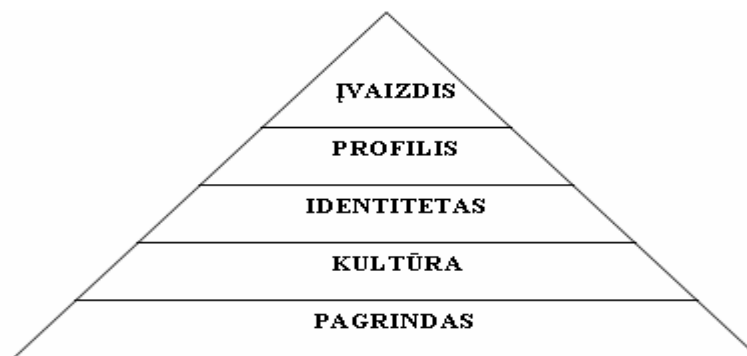 ĮVAIZDIS
PROFILIS
IDENTITETAS
KULTŪRA
PAGRINDAS